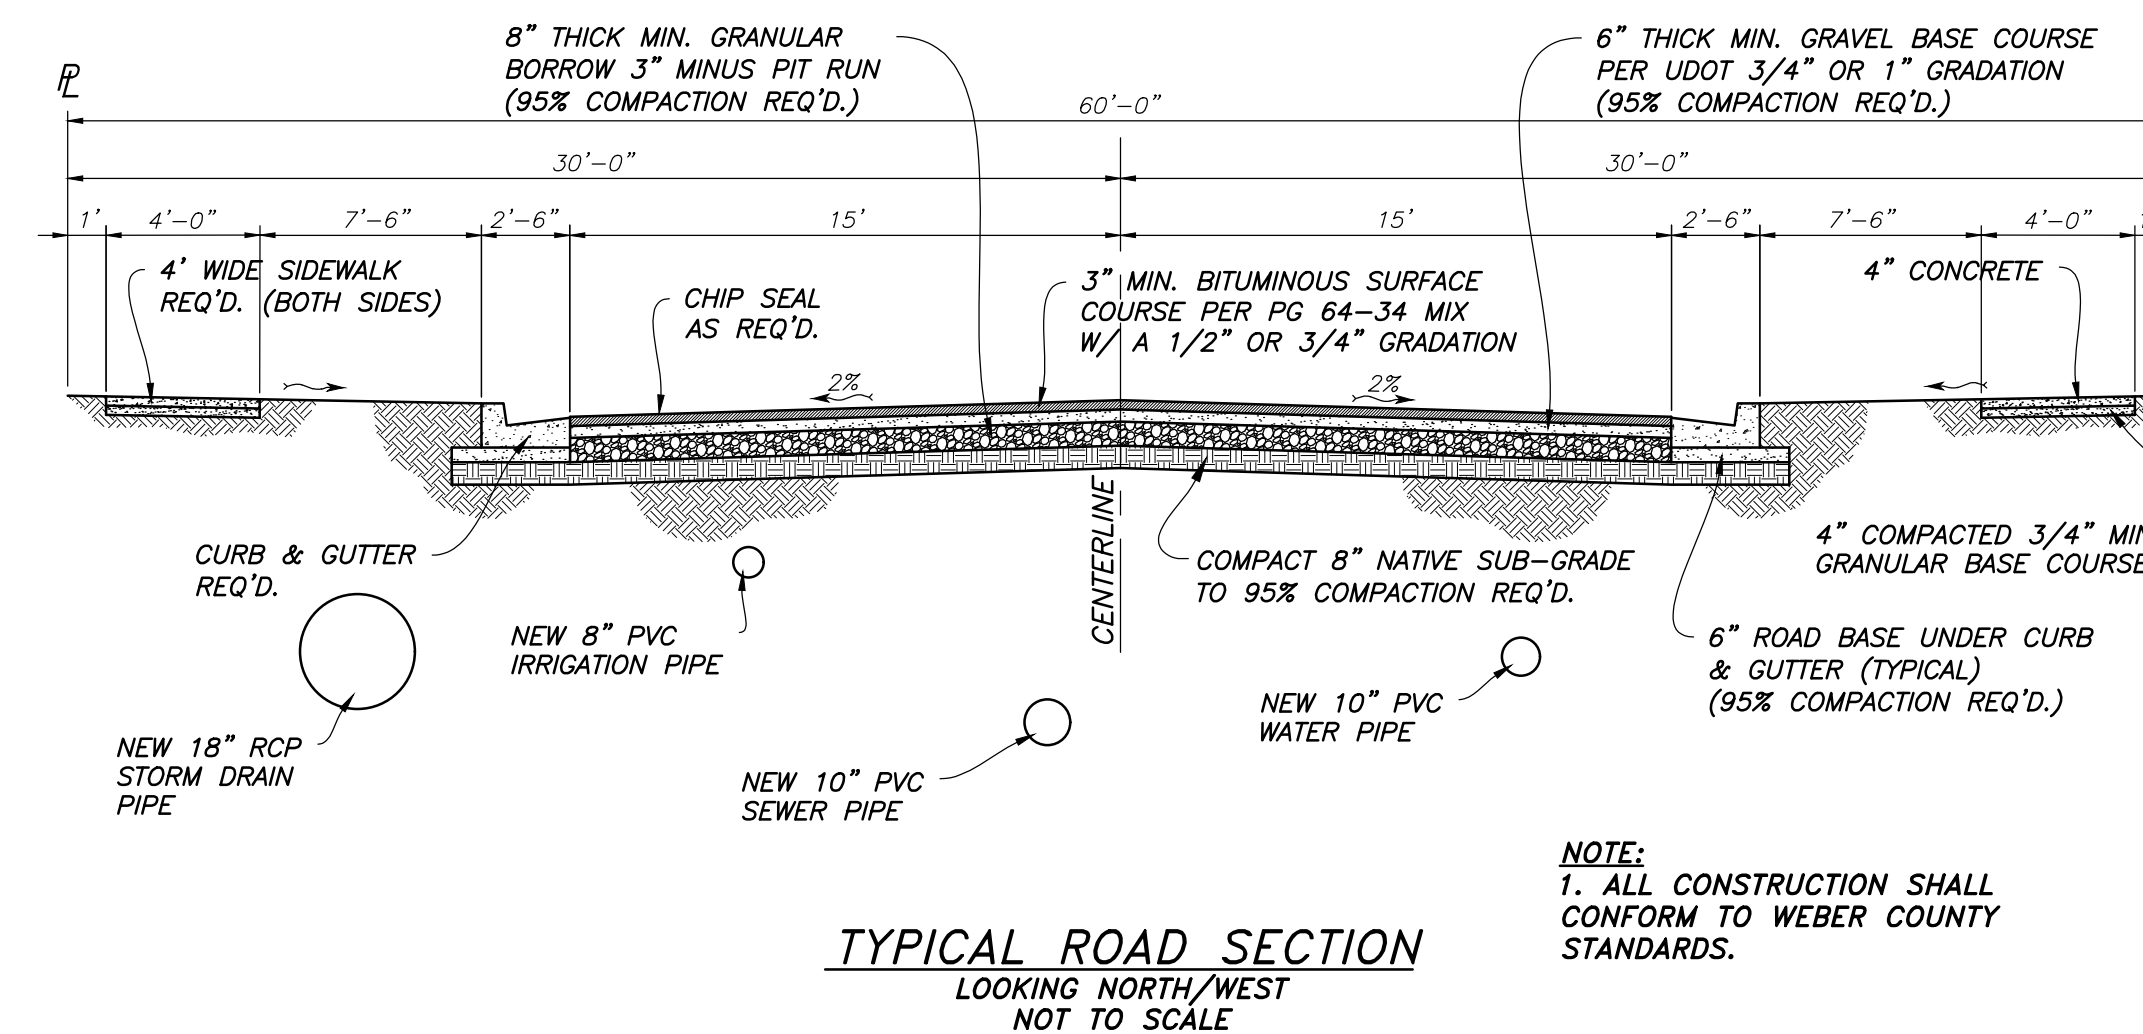 8" THICK MIN. GRANULAR
BORROW 3" MINUS PIT RUN
(95% COMPACTION REQ'D.)
6" THICK MIN. GRAVEL BASE COURSE
PER UDOT 3/4" OR 1" GRADATION
(95% COMPACTION REQ'D.)
PL
60'-0"
30'-0"
30'-0"
1'
4'-0"
7'-6"
2'-6"
15'
15'
2'-6"
7'-6"
4'-0"
4' WIDE SIDEWALK
REQ'D. (BOTH SIDES)
CHIP SEAL
AS REQ'D.
3" MIN. BITUMINOUS SURFACE
COURSE PER PG 64-34 MIX
W/ A 1/2" OR 3/4" GRADATION
4" CONCRETE
2%
2%
CENTERLINE
CURB & GUTTER
REQ'D.
COMPACT 8" NATIVE SUB-GRADE
TO 95% COMPACTION REQ'D.
4" COMPACTED 3/4"
GRANULAR BASE COURSE
NEW 8" PVC
IRRIGATION PIPE
6" ROAD BASE UNDER CURB
& GUTTER (TYPICAL)
(95% COMPACTION REQ'D.)
NEW 10" PVC
WATER PIPE
NEW 18" RCP
STORM DRAIN
PIPE
NEW 10" PVC
SEWER PIPE
NOTE:
1. ALL CONSTRUCTION SHALL
CONFORM TO WEBER COUNTY
STANDARDS.
TYPICAL ROAD SECTION
LOOKING NORTH/WEST
NOT TO SCALE